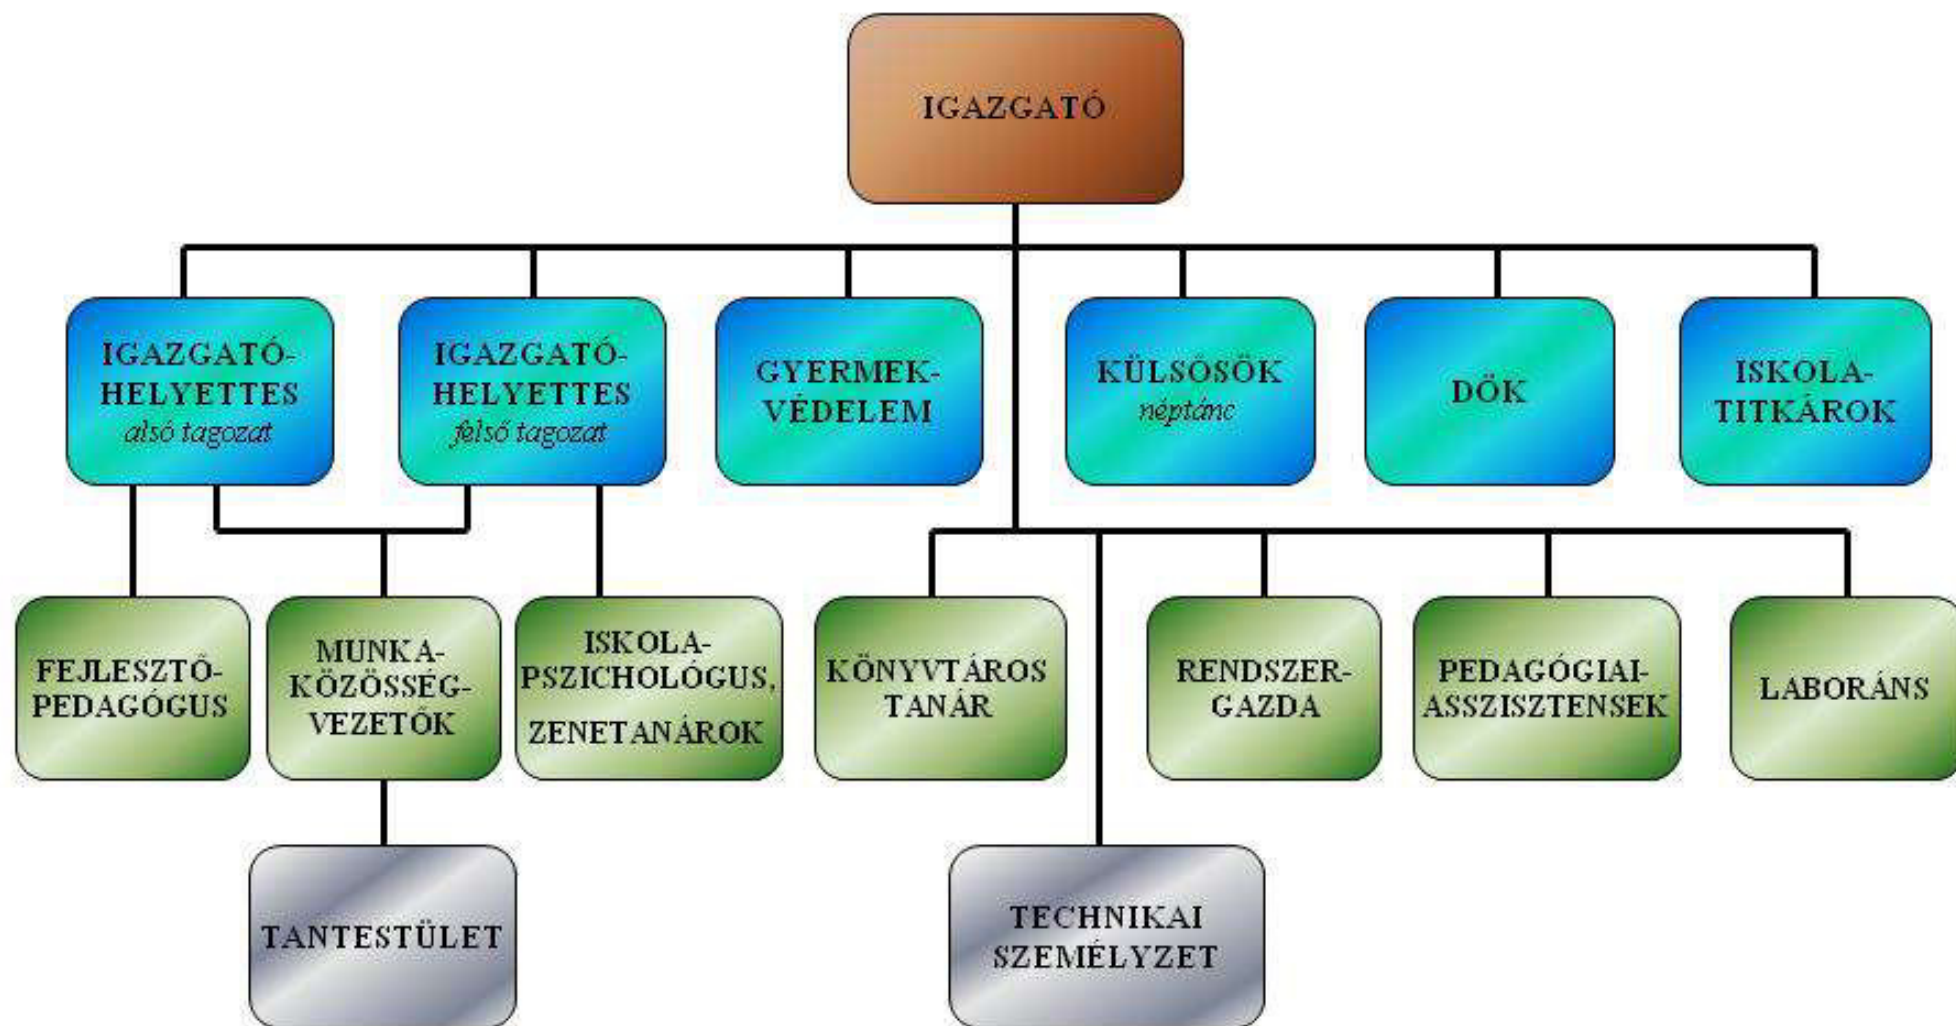 IGAZGATÓ
IGAZGATÓ-
HELYETTES
alsó tagozat
IGAZGATÓ-
HELYETTES
felső tagozat
GYERMEK-
VÉDELEM
KÜLSŐSÖK
néptánc
DÖK
ISKOLA-
TITKÁROK
FEJLESZTŐ-
PEDAGÓGUS
MUNKA-
KÖZÖSSÉG-
VEZETŐK
ISKOLA-
PSZICHOLÓGUS,
ZENETANÁROK
KÖNYVTÁROS
TANÁR
RENDSZER-
GAZDA
PEDAGÓGIAI-
ASSZISZTENSEK
LABORÁNS
TANTESTÜLET
TECHNIKAI
SZEMÉLYZET